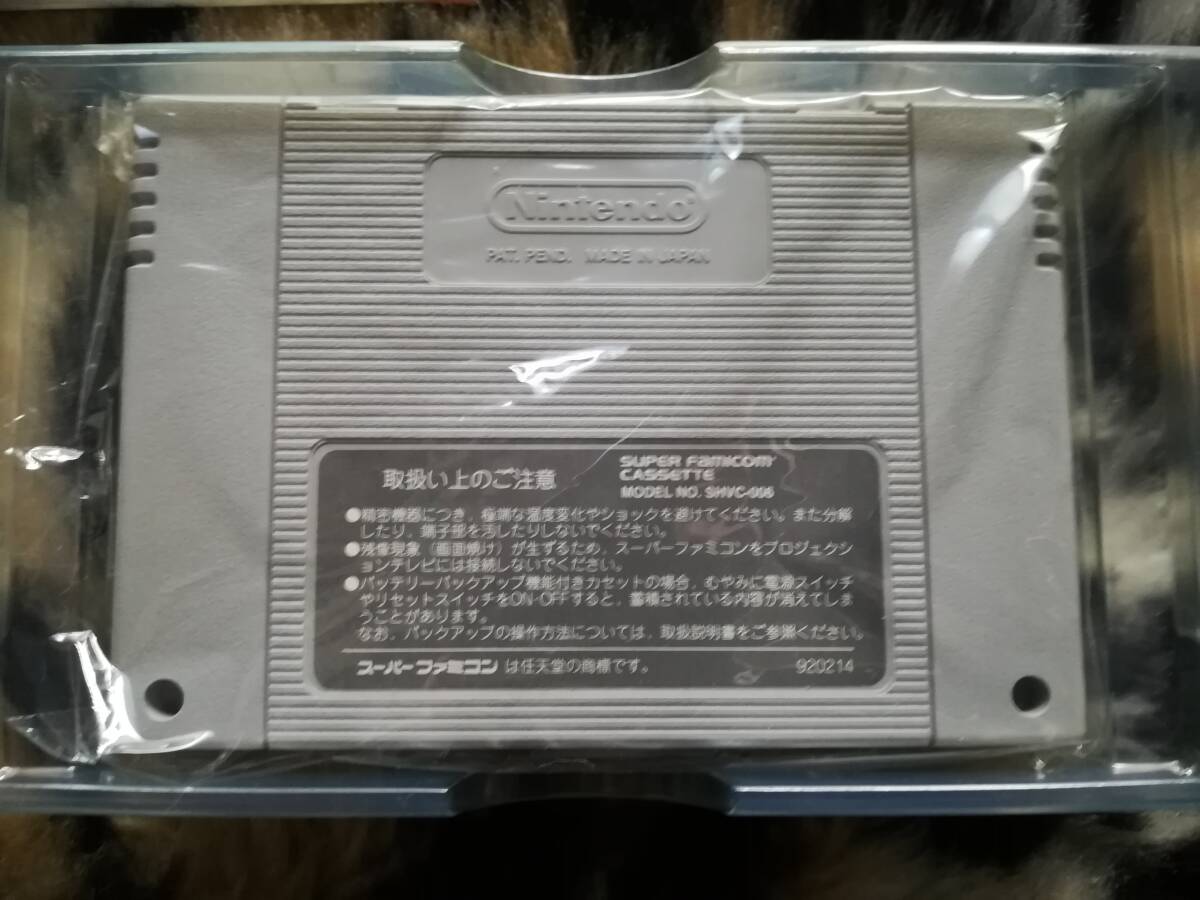 Nintendo
PAT. PEND. MADE IN JAPAN
取扱い上のご注意
SUPER FAMICOM
CASSETTE
MODEL NO. SHVC-006
●精密機器につき、極端な温度変化やショックを避けてください。また分解
したり、端子部を汚したりしないでください。
●残像現象(画面焼け)が生ずるため、スーパーファミコンをプロジェクシ
ョンテレビには接続しないでください。
●バッテリーバックアップ機能付きカセットの場合、むやみに電源スイッチ
やリセットスイッチをON-OFFすると、蓄積されている内容が消えてしま
うことがあります。
なお、バックアップの操作方法については、取扱説明書をご参照ください。
スーパーファミコン は任天堂の商標です。
920214